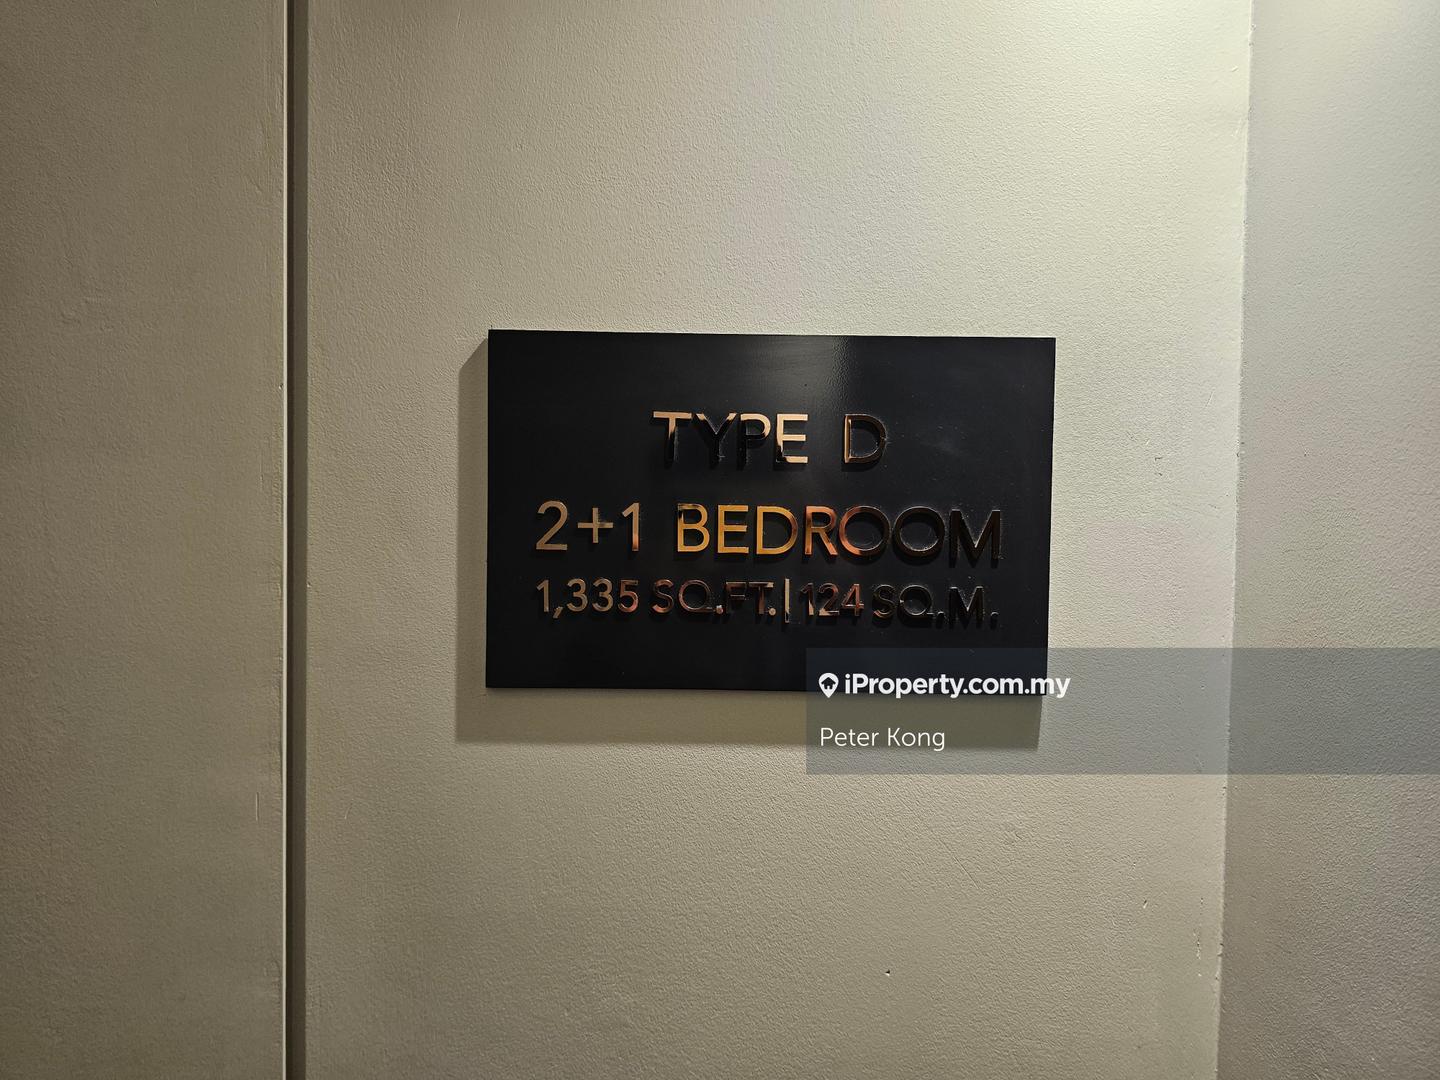 TYPE D
2+1 BEDROOM
1,335 SQ.FT.|124 SQ.M.
iProperty.com.my
Peter Kong